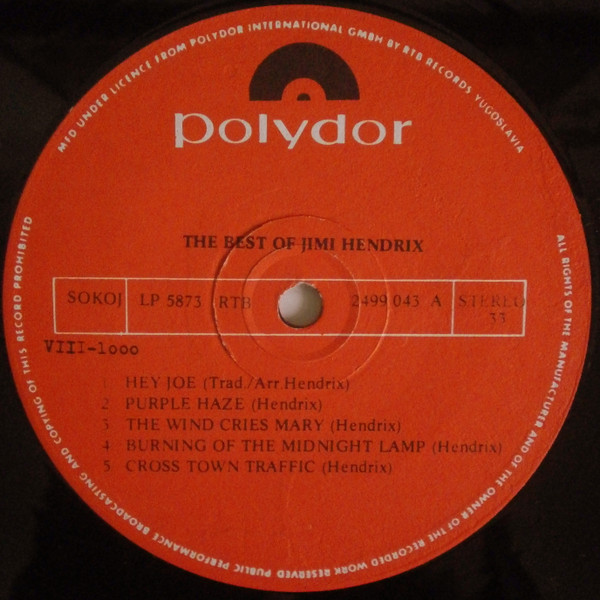 MFD UNDER LICENCE FROM POLYDOR INTERNATIONAL GMBH BY RTB RECORDS YUGOSLAVIA
polydor
THE BEST OF JIMI HENDRIX
SOKOJ LP 5873 RTB 2499 043 A STEREO
33
VIII-1000
1 HEY JOE (Trad./Arr.Hendrix)
2 PURPLE HAZE (Hendrix)
3 THE WIND CRIES MARY (Hendrix)
4 BURNING OF THE MIDNIGHT LAMP (Hendrix)
5 CROSS TOWN TRAFFIC (Hendrix)
ALL RIGHTS OF THE MANUFACTURER AND OF THE OWNER OF THE RECORDED WORK RESERVED PUBLIC PERFORMANCE BROADCASTING AND COPYING OF THIS RECORD PROHIBITED